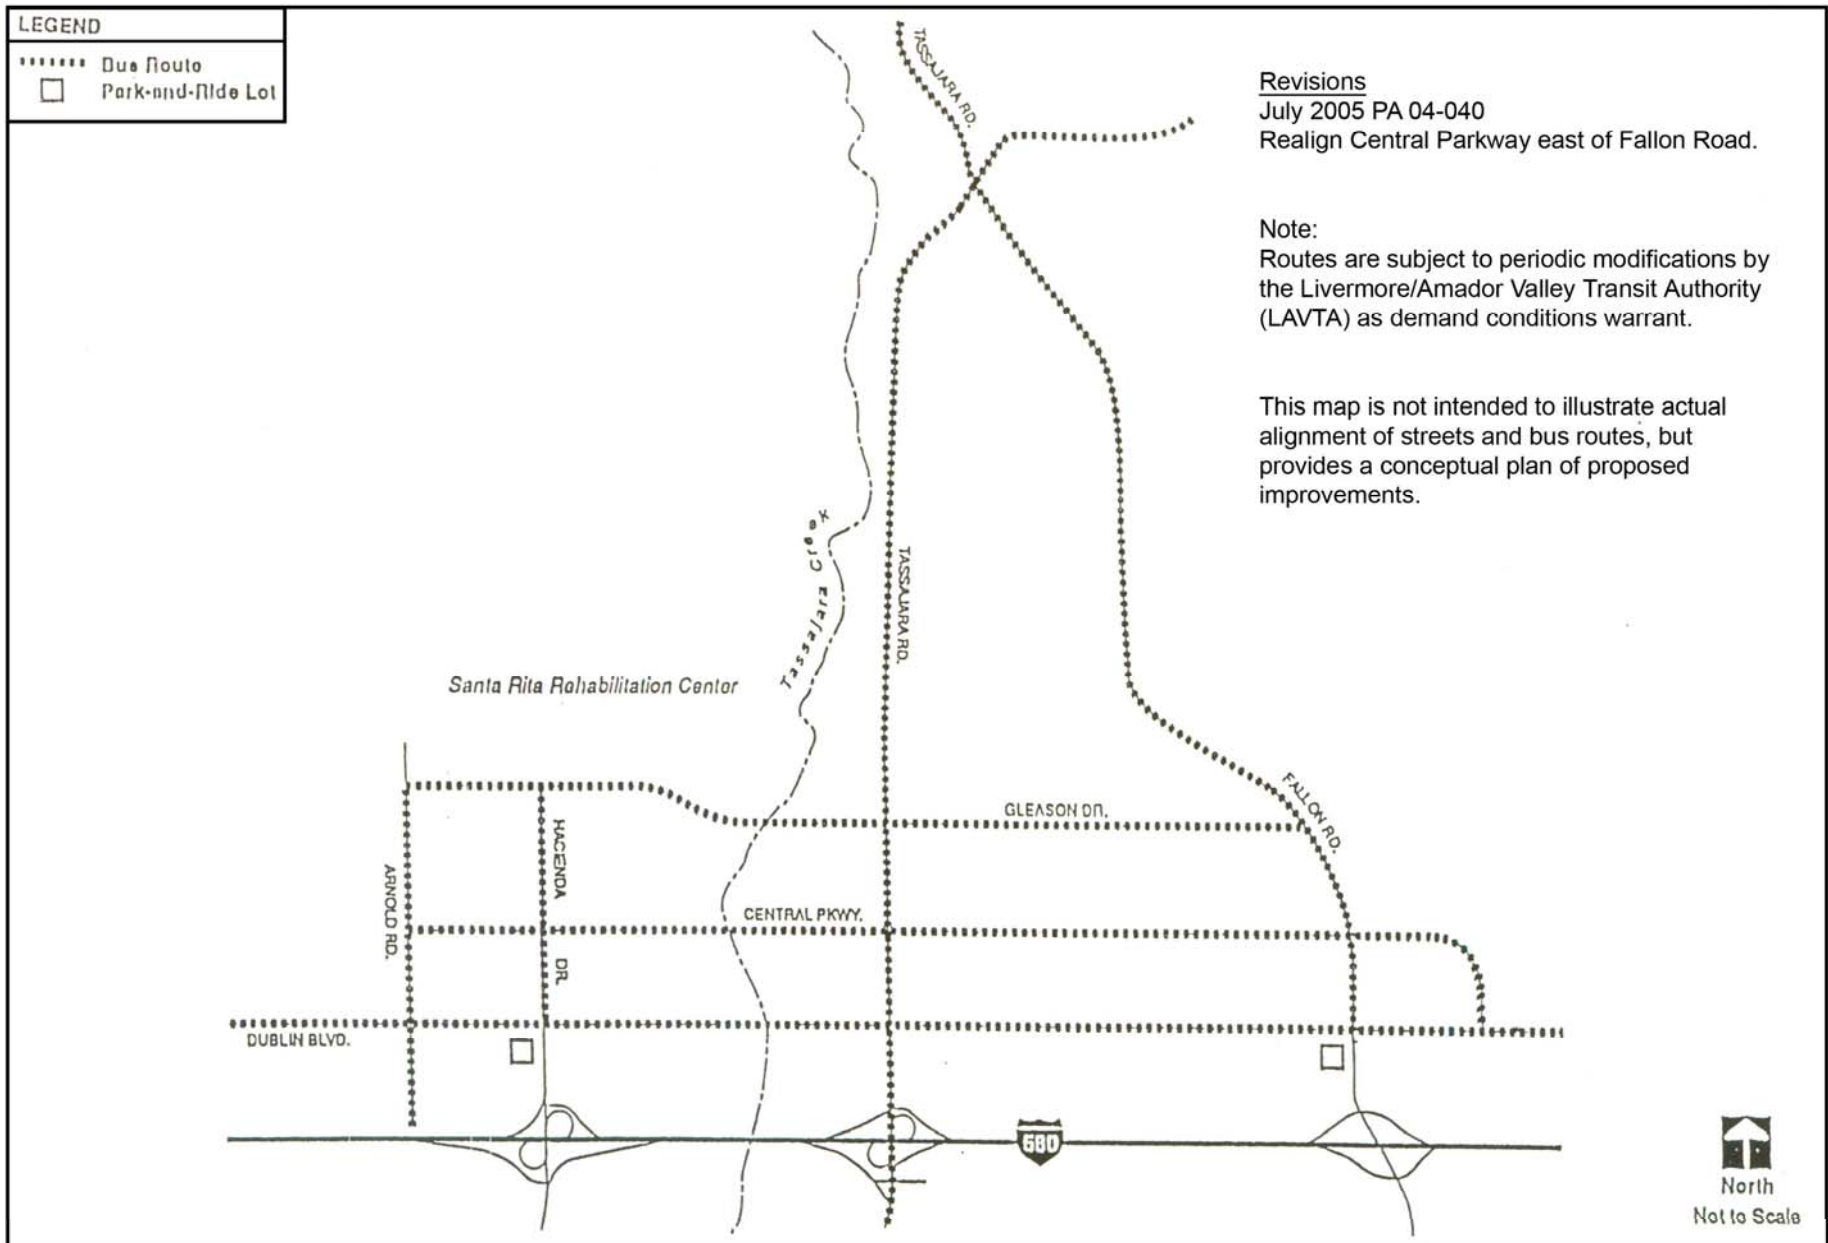 LEGEND
Bus Route
Park-and-Ride Lot
TASSAJARA RD.
Revisions
July 2005 PA 04-040
Realign Central Parkway east of Fallon Road.
Note:
Routes are subject to periodic modifications by
the Livermore/Amador Valley Transit Authority
(LAVTA) as demand conditions warrant.
This map is not intended to illustrate actual
alignment of streets and bus routes, but
provides a conceptual plan of proposed
improvements.
Tassajara Creek
TASSAJARA RD.
Santa Rita Rehabilitation Center
GLEASON DR.
FALLON RD.
HACIENDA DR.
ARNOLD RD.
CENTRAL PKWY.
DUBLIN BLVD.
580
North
Not to Scale